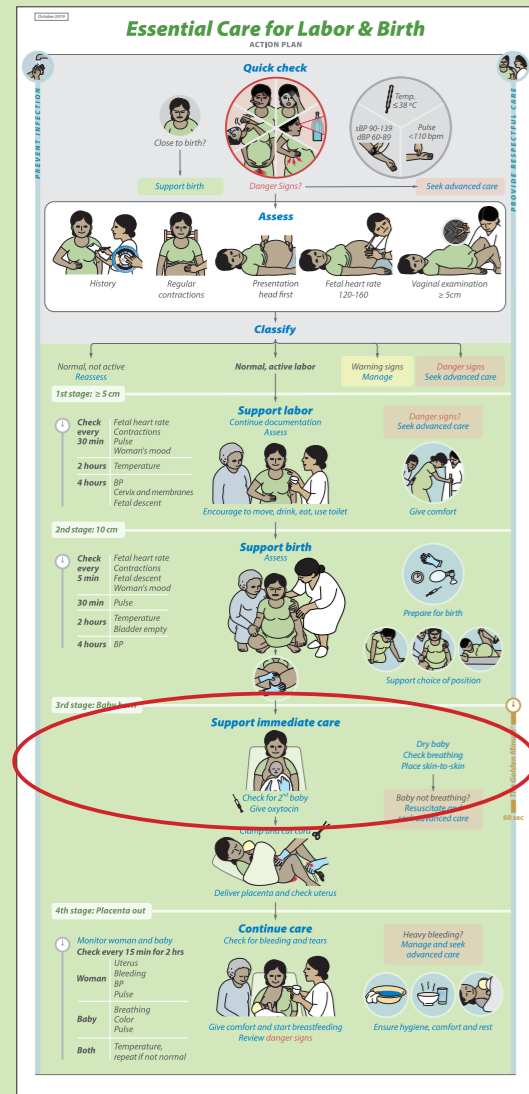 October 2019
Essential Care for Labor & Birth
ACTION PLAN
PREVENT INFECTION
PROVIDE RESPECTFUL CARE
Quick check
Close to birth?
Support birth
Danger Signs?
Temp.
≤38 ºC
sBP 90-139
dBP 60-89
Pulse
<110 bpm
Seek advanced care
Assess
History
Regular
contractions
Presentation
head first
Fetal heart rate
120-160
Vaginal examination
≥ 5cm
Classify
Normal, not active
Reassess
Normal, active labor
Warning signs
Manage
Danger signs
Seek advanced care
1st stage: ≥ 5 cm
Check
every
30 min
Fetal heart rate
Contractions
Pulse
Woman's mood
2 hours Temperature
4 hours BP
Cervix and membranes
Fetal descent
Support labor
Continue documentation
Assess
Encourage to move, drink, eat, use toilet
Danger signs?
Seek advanced care
Give comfort
2nd stage: 10 cm
Check
every
5 min
Fetal heart rate
Contractions
Fetal descent
Woman's mood
30 min Pulse
2 hours Temperature
Bladder empty
4 hours BP
Support birth
Assess
Prepare for birth
Support choice of position
3rd stage: Baby born
Support immediate care
Check for 2nd baby
Give oxytocin
Dry baby
Check breathing
Place skin-to-skin
Baby not breathing?
Resuscitate and
seek advanced care
The Golden Minute
60 sec
Clamp and cut cord
Deliver placenta and check uterus
4th stage: Placenta out
Monitor woman and baby
Check every 15 min for 2 hrs
Woman
Uterus
Bleeding
BP
Pulse
Baby
Breathing
Color
Pulse
Both
Temperature,
repeat if not normal
Continue care
Check for bleeding and tears
Give comfort and start breastfeeding
Review danger signs
Heavy bleeding?
Manage and seek
advanced care
Ensure hygiene, comfort and rest